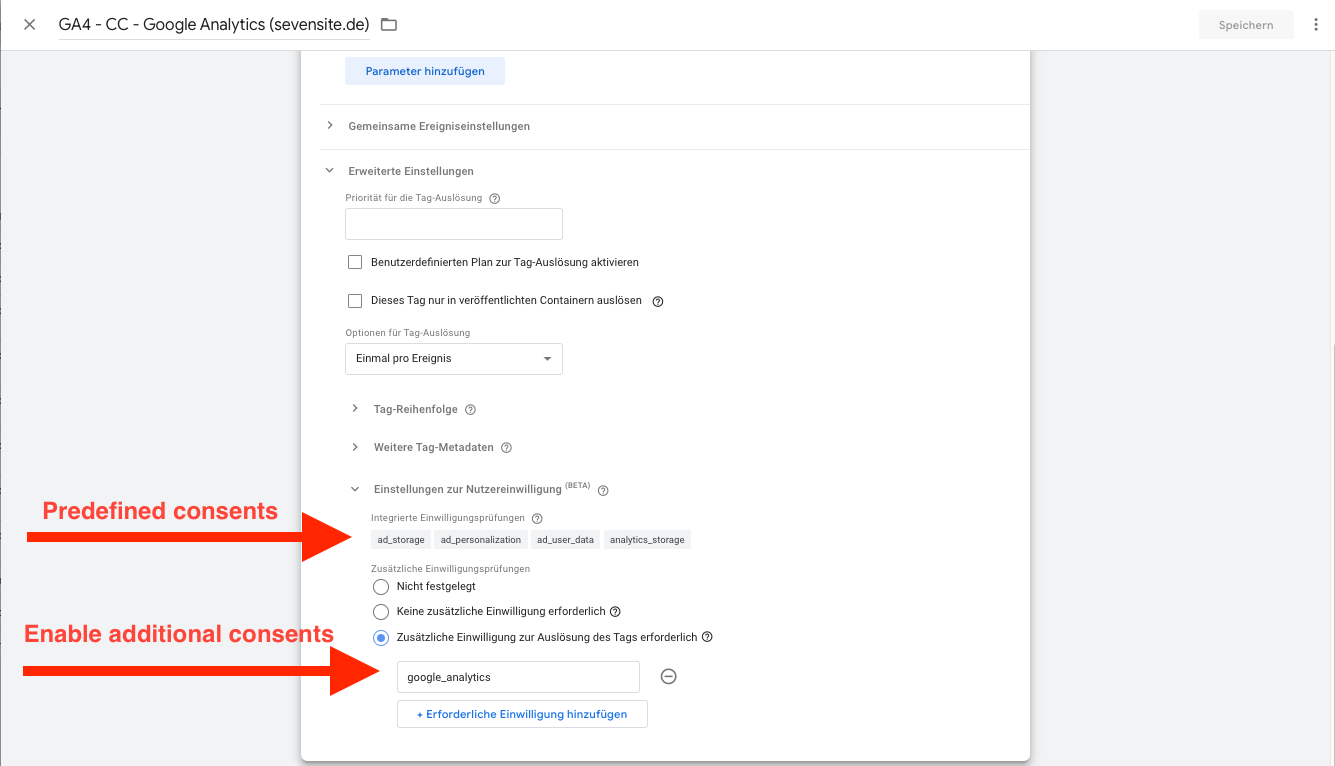 GA4 - CC - Google Analytics (sevensite.de)
Speichern
Parameter hinzufügen
Gemeinsame Ereigniseinstellungen
Erweiterte Einstellungen
Priorität für die Tag-Auslösung
Benutzerdefinierten Plan zur Tag-Auslösung aktivieren
Dieses Tag nur in veröffentlichten Containern auslösen
Optionen für Tag-Auslösung
Einmal pro Ereignis
Tag-Reihenfolge
Weitere Tag-Metadaten
Einstellungen zur Nutzereinwilligung (BETA)
Predefined consents
Integrierte Einwilligungsprüfungen
ad_storage ad_personalization ad_user_data analytics_storage
Zusätzliche Einwilligungsprüfungen
Nicht festgelegt
Keine zusätzliche Einwilligung erforderlich
Enable additional consents
Zusätzliche Einwilligung zur Auslösung des Tags erforderlich
google_analytics
+ Erforderliche Einwilligung hinzufügen